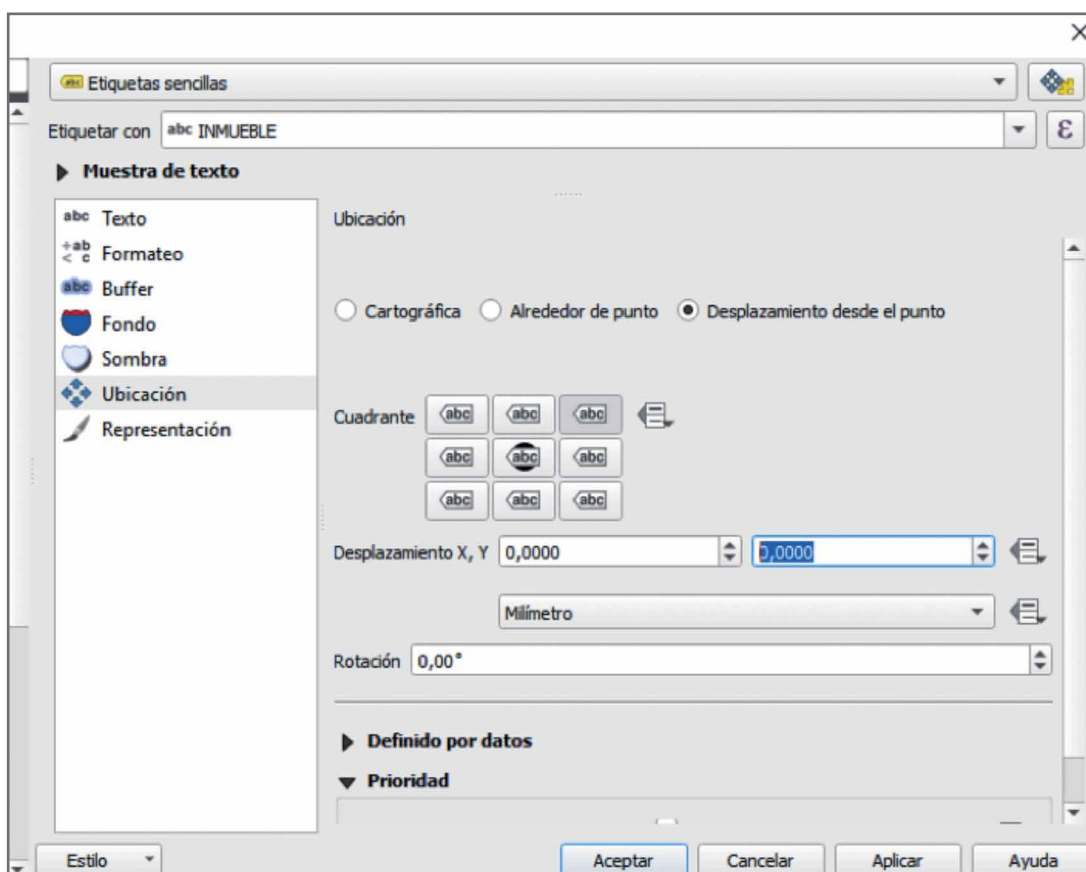 abc Etiquetas sencillas
Etiquetar con abc INMUEBLE ε
Muestra de texto
abc Texto
+ab < c Formateo
abc Buffer
Fondo
Sombra
Ubicación
Representación
Ubicación
Cartográfica Alrededor de punto Desplazamiento desde el punto
Cuadrante abc abc abc
abc abc abc
abc abc abc
Desplazamiento X, Y 0,0000 0,0000
Milímetro
Rotación 0,00°
Definido por datos
Prioridad
Estilo Aceptar Cancelar Aplicar Ayuda